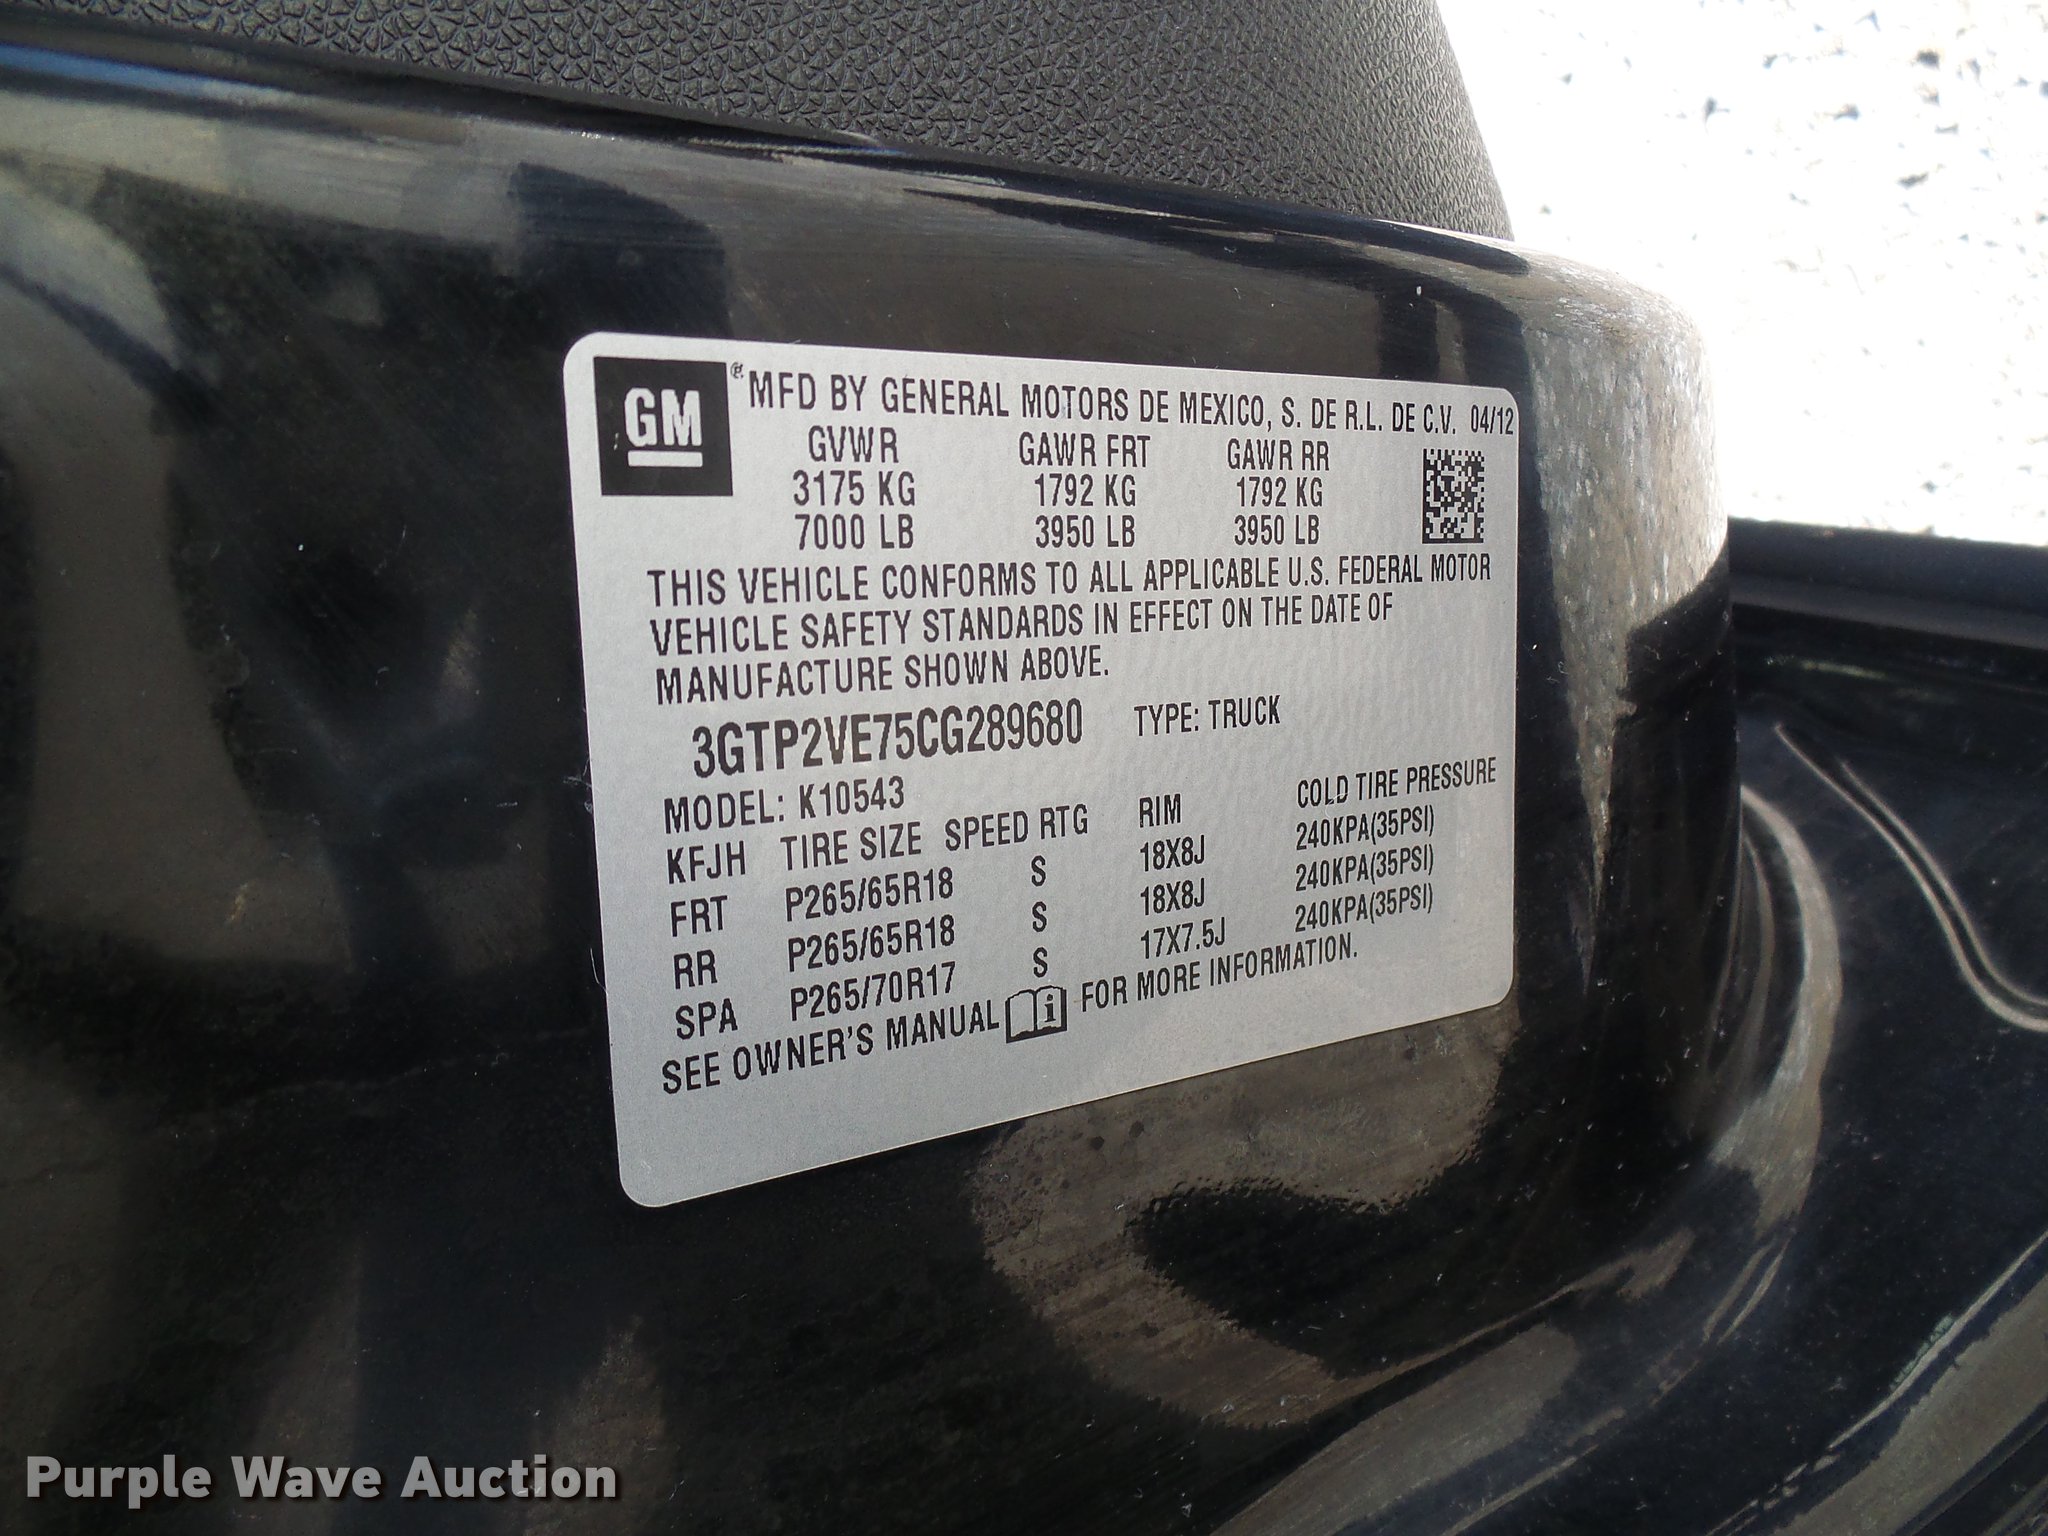 GM ® MFD BY GENERAL MOTORS DE MEXICO, S. DE R.L. DE C.V. 04/12
GVWR GAWR FRT GAWR RR
3175 KG 1792 KG 1792 KG
7000 LB 3950 LB 3950 LB
THIS VEHICLE CONFORMS TO ALL APPLICABLE U.S. FEDERAL MOTOR
VEHICLE SAFETY STANDARDS IN EFFECT ON THE DATE OF
MANUFACTURE SHOWN ABOVE.
3GTP2VE75CG289680 TYPE: TRUCK
MODEL: K10543
KFJH TIRE SIZE SPEED RTG RIM COLD TIRE PRESSURE
FRT P265/65R18 S 18X8J 240KPA(35PSI)
RR P265/65R18 S 18X8J 240KPA(35PSI)
SPA P265/70R17 S 17X7.5J 240KPA(35PSI)
SEE OWNER'S MANUAL i FOR MORE INFORMATION.
Purple Wave Auction